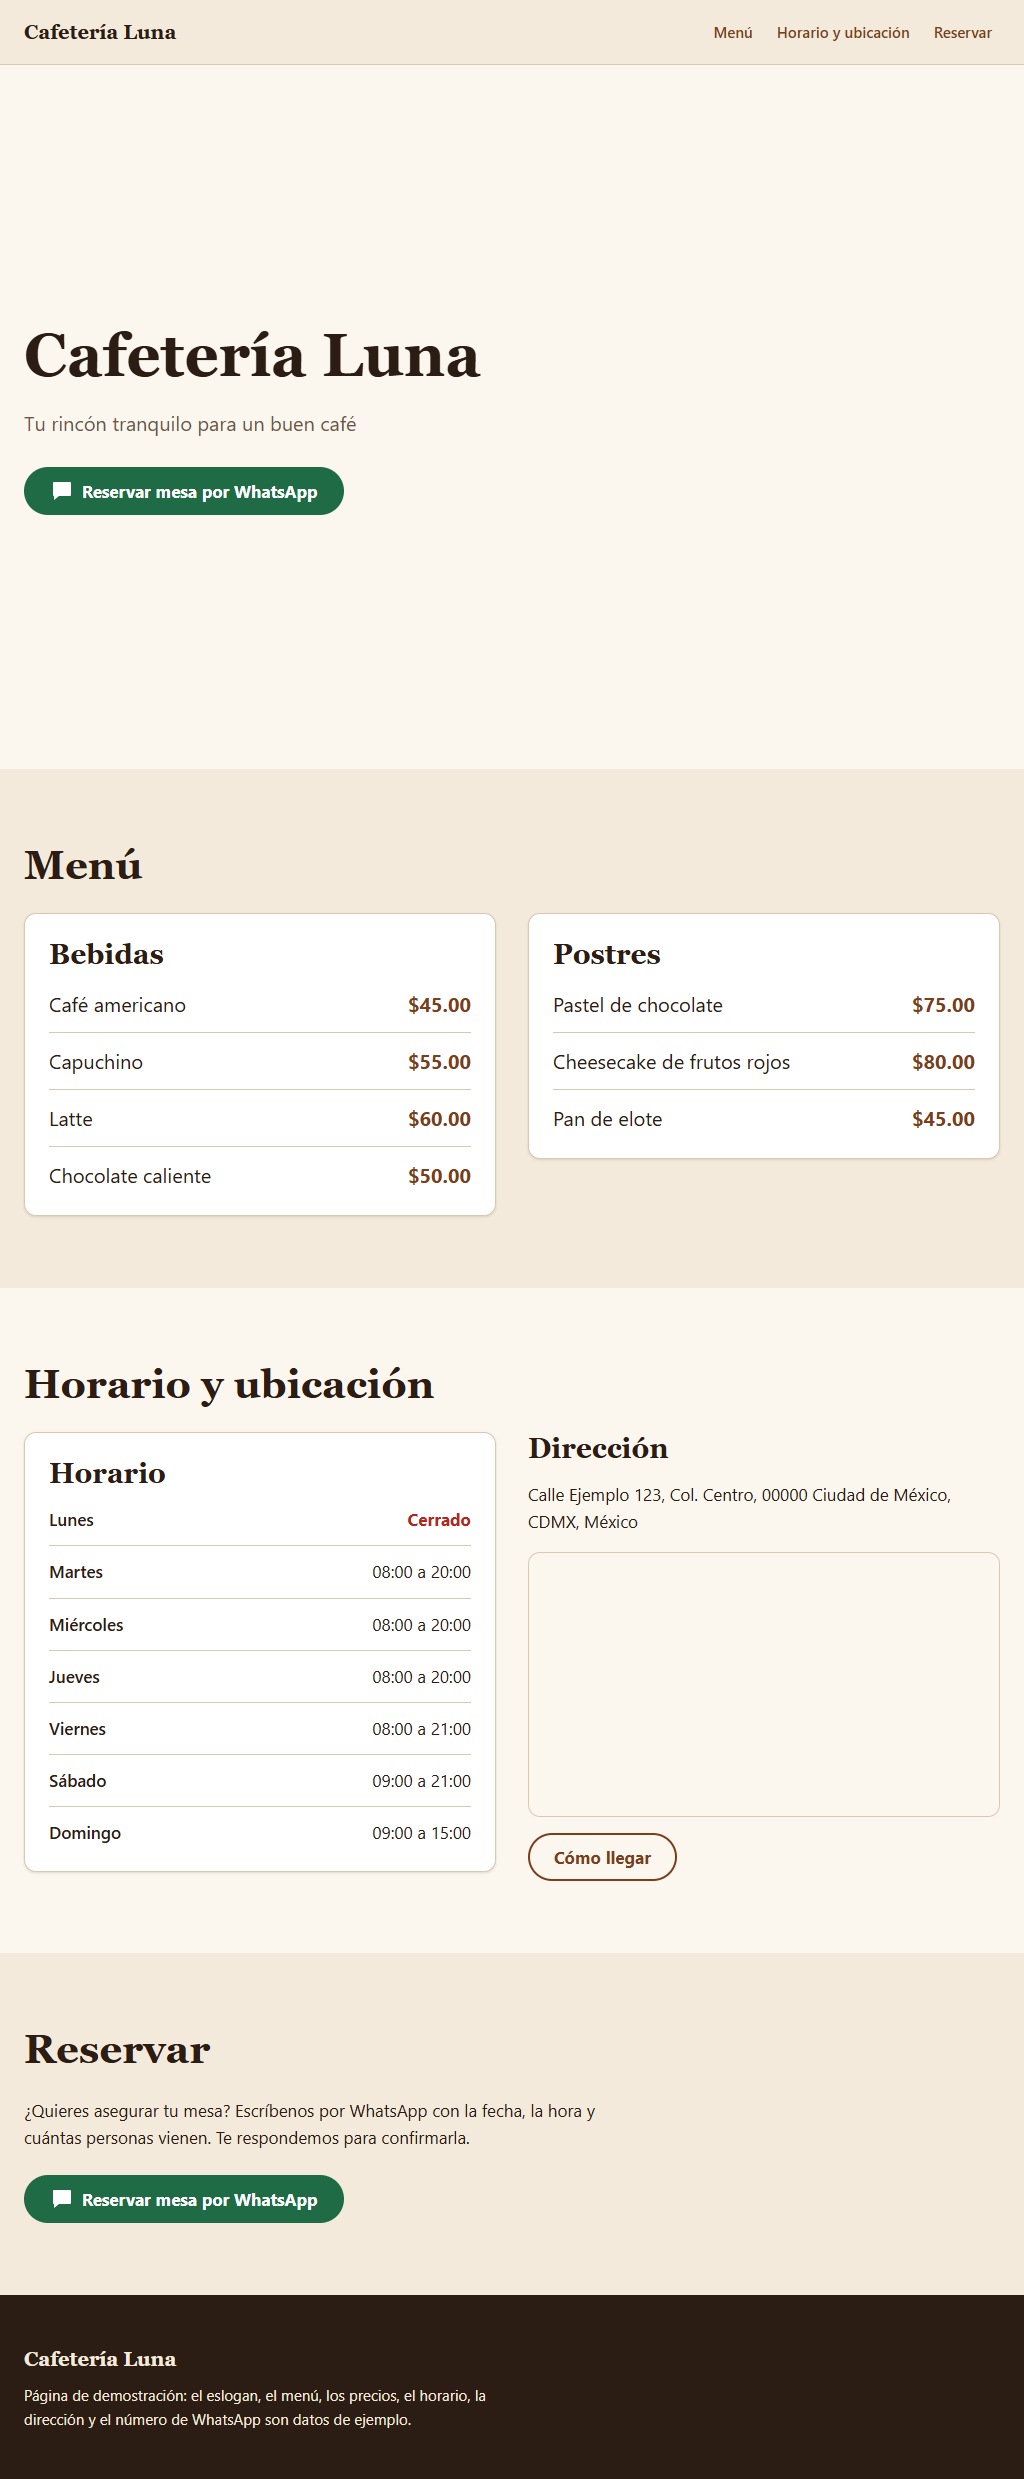 Cafetería Luna
Menú
Horario y ubicación
Reservar
Cafetería Luna
Tu rincón tranquilo para un buen café
Reservar mesa por WhatsApp
Menú
Bebidas
Café americano $45.00
Capuchino $55.00
Latte $60.00
Chocolate caliente $50.00
Postres
Pastel de chocolate $75.00
Cheesecake de frutos rojos $80.00
Pan de elote $45.00
Horario y ubicación
Horario
Lunes Cerrado
Martes 08:00 a 20:00
Miércoles 08:00 a 20:00
Jueves 08:00 a 20:00
Viernes 08:00 a 21:00
Sábado 09:00 a 21:00
Domingo 09:00 a 15:00
Dirección
Calle Ejemplo 123, Col. Centro, 00000 Ciudad de México,
CDMX, México
Cómo llegar
Reservar
¿Quieres asegurar tu mesa? Escríbenos por WhatsApp con la fecha, la hora y
cuántas personas vienen. Te respondemos para confirmarla.
Reservar mesa por WhatsApp
Cafetería Luna
Página de demostración: el eslogan, el menú, los precios, el horario, la
dirección y el número de WhatsApp son datos de ejemplo.